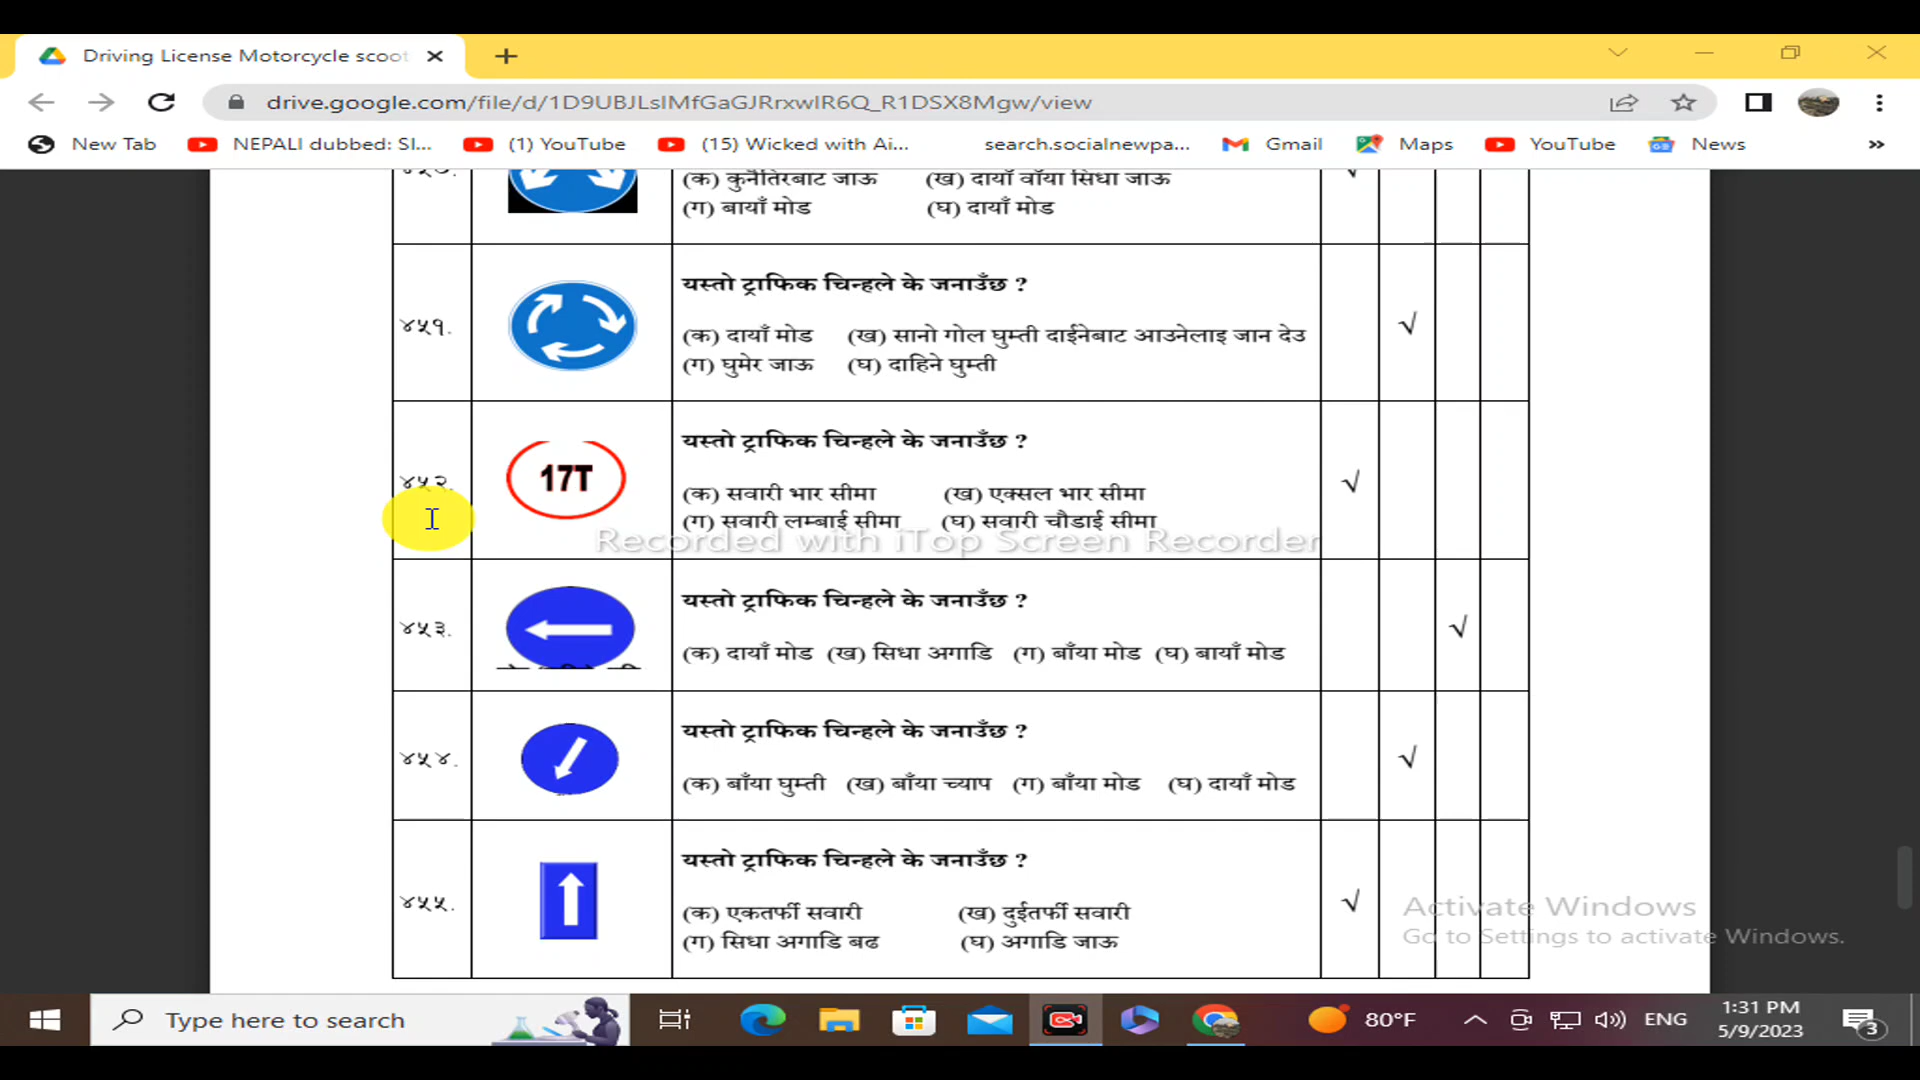 Driving License Motorcycle scoot
drive.google.com/file/d/1D9UBJLsIMfGaGJRrxwIR6Q_R1DSX8Mgw/view
New Tab NEPALI dubbed: SI... (1) YouTube (15) Wicked with Ai... search.socialnewpa... Gmail Maps YouTube News »
(क) कुनैतिरबाट जाऊ (ख) दायाँ वाँया सिधा जाऊ √
(ग) बायाँ मोड (घ) दायाँ मोड
यस्तो ट्राफिक चिन्हले के जनाउँछ ?
४५१. √
(क) दायाँ मोड (ख) सानो गोल घुम्ती दाईनेबाट आउनेलाइ जान देउ
(ग) घुमेर जाऊ (घ) दाहिने घुम्ती
यस्तो ट्राफिक चिन्हले के जनाउँछ ?
४५२. 17T √
(क) सवारी भार सीमा (ख) एक्सल भार सीमा
(ग) सवारी लम्बाई सीमा (घ) सवारी चौडाई सीमा
Recorded with iTop Screen Recorder
यस्तो ट्राफिक चिन्हले के जनाउँछ ?
४५३. √
(क) दायाँ मोड (ख) सिधा अगाडि (ग) बाँया मोड (घ) बायाँ मोड
यस्तो ट्राफिक चिन्हले के जनाउँछ ?
४५४. √
(क) बाँया घुम्ती (ख) बाँया च्याप (ग) बाँया मोड (घ) दायाँ मोड
यस्तो ट्राफिक चिन्हले के जनाउँछ ?
४५५. √
(क) एकतर्फी सवारी (ख) दुईतर्फी सवारी
(ग) सिधा अगाडि बढ (घ) अगाडि जाऊ
Activate Windows
Go to Settings to activate Windows.
Type here to search 80°F ENG 1:31 PM
5/9/2023 3